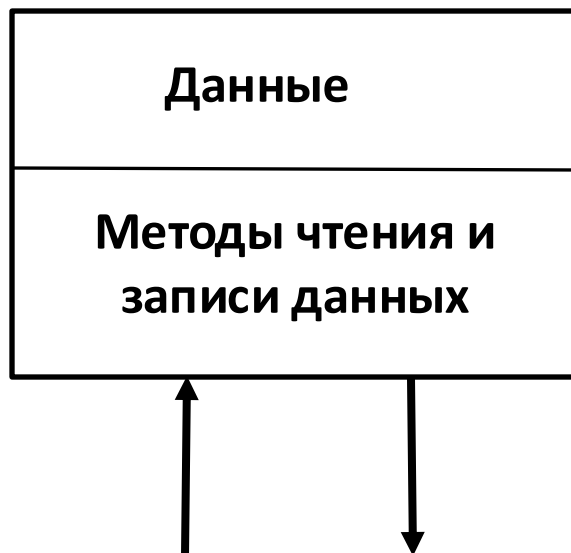 Данные
Методы чтения и
записи данных